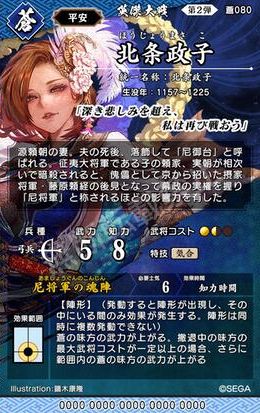 蒼
平安
英傑大戦
第2弾
蒼080
ほうじょうまさこ
北条政子
統一名称：北条政子
生没年：1157〜1225
「深き悲しみを超え、
私は再び戦おう」
源頼朝の妻。夫の死後、落飾して「尼御台」と
呼ばれる。征夷大将軍である子の頼家、実朝が相次
いで暗殺されると、傀儡として京から招いた摂家
将軍・藤原頼経の後見となって幕政の実権を握り
「尼将軍」と称されるほどの影響力を有した。
兵種
武力
知力
武将コスト
弓兵
5
8
特技
気合
あましょうぐんのこんじん
尼将軍の魂陣
必要士気
6
効果時間
知力時間
効果範囲
【陣形】（発動すると陣形が出現し、その
中にいる間のみ効果が発生する。陣形は同
時に複数発動できない）
蒼の味方の武力が上がる。撤退中の味方の
最大武将コストが一定以上の場合、さらに
範囲内の蒼の味方の武力が上がる
Illustration:鏑木康隆
©SEGA
0000-0000-0000-0000-0000